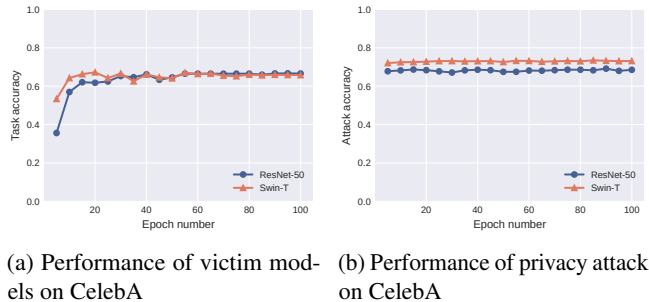 1.0
0.8
0.6
0.4
0.2
0.0
Task accuracy
20 40 60 80 100
Epoch number
ResNet-50
Swin-T
1.0
0.8
0.6
0.4
0.2
0.0
Attack accuracy
20 40 60 80 100
Epoch number
ResNet-50
Swin-T
(a) Performance of victim mod-
els on CelebA
(b) Performance of privacy attack
on CelebA